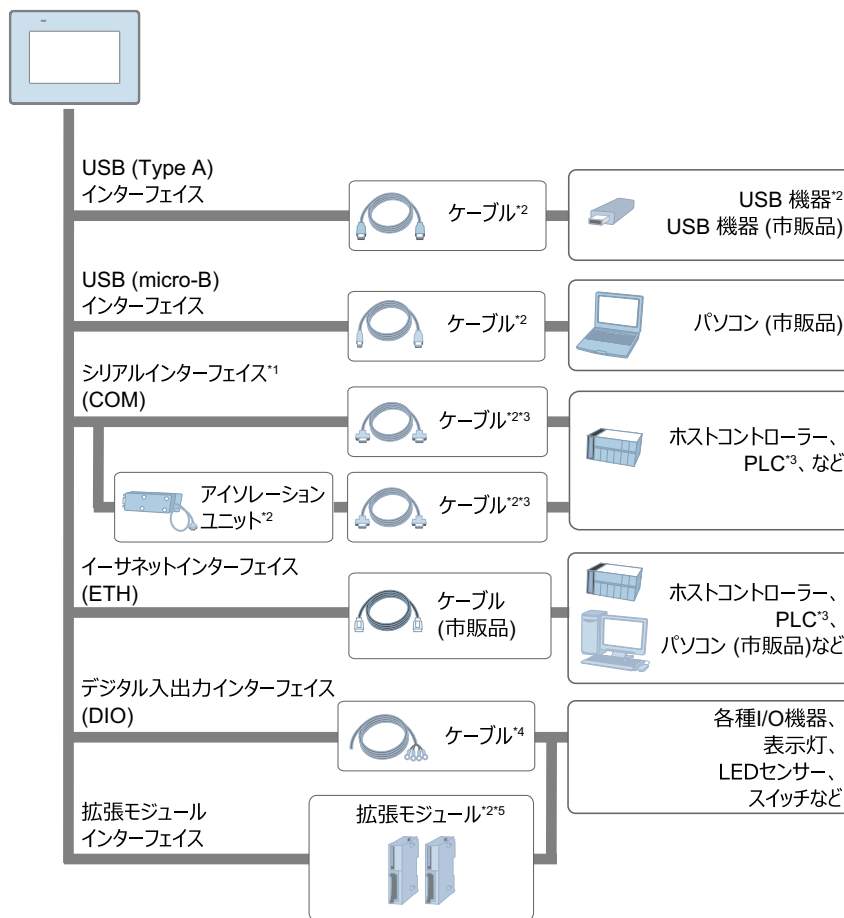 USB (Type A)
インターフェイス
ケーブル*2
USB 機器*2
USB 機器 (市販品)
USB (micro-B)
インターフェイス
ケーブル*2
パソコン (市販品)
シリアルインターフェイス*1
(COM)
ケーブル*2*3
ホストコントローラー、
PLC*3、など
アイソレーション
ユニット*2
ケーブル*2*3
イーサネットインターフェイス
(ETH)
ケーブル
(市販品)
ホストコントローラー、
PLC*3、
パソコン (市販品)など
デジタル入出力インターフェイス
(DIO)
ケーブル*4
各種I/O機器、
表示灯、
LEDセンサー、
スイッチなど
拡張モジュール
インターフェイス
拡張モジュール*2*5